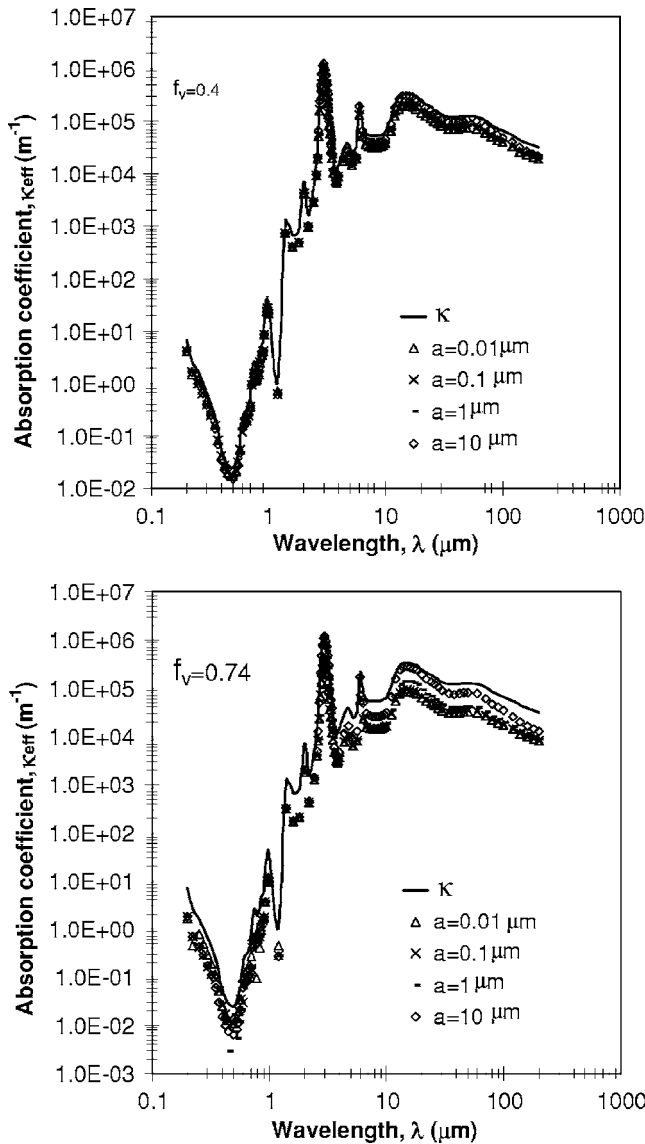 1.0E+07
1.0E+06
1.0E+05
1.0E+04
1.0E+03
1.0E+02
1.0E+01
1.0E+00
1.0E-01
1.0E-02
Absorption coefficient, κeff (m-1)
fv=0.4
κ
a=0.01μm
a=0.1 μm
a=1μm
a=10 μm
0.1 1 10 100 1000
Wavelength, λ (μm)
1.0E+07
1.0E+06
1.0E+05
1.0E+04
1.0E+03
1.0E+02
1.0E+01
1.0E+00
1.0E-01
1.0E-02
1.0E-03
Absorption coefficient, κeff (m-1)
fv=0.74
κ
a=0.01 μm
a=0.1μm
a=1μm
a=10 μm
0.1 1 10 100 1000
Wavelength, λ (μm)